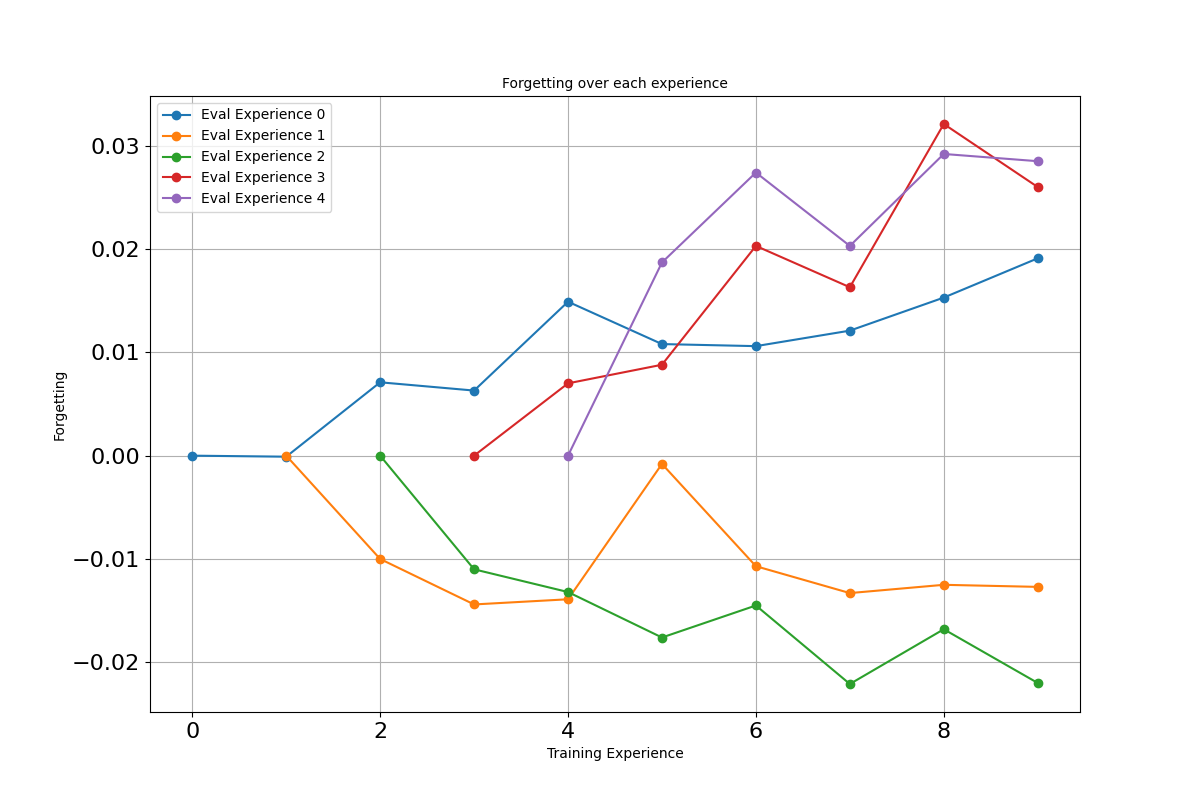 Forgetting over each experience
Eval Experience 0
Eval Experience 1
Eval Experience 2
Eval Experience 3
Eval Experience 4
0.03
0.02
0.01
0.00
−0.01
−0.02
Forgetting
0 2 4 6 8
Training Experience